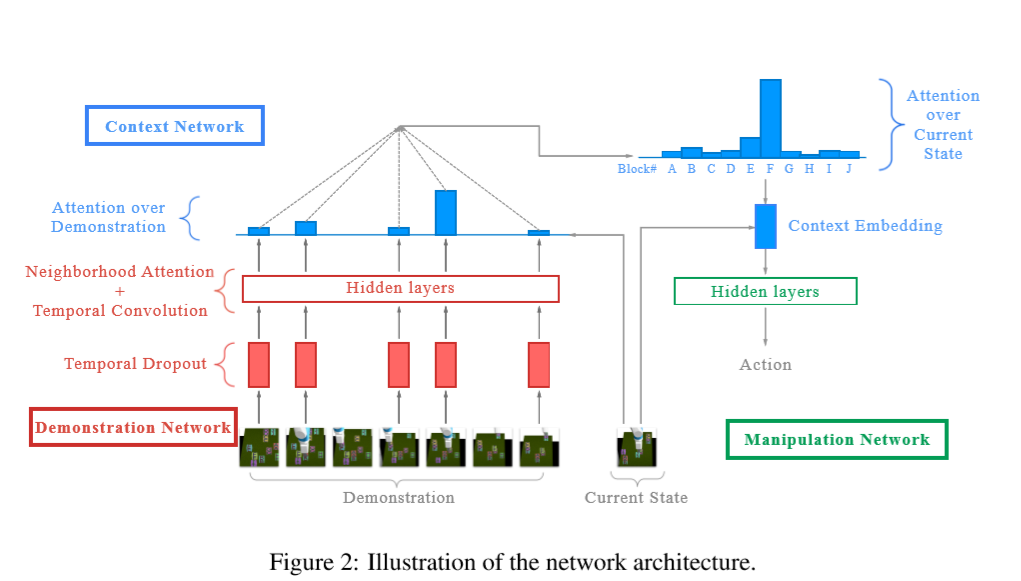 Context Network
Attention
over
Current
State
Block# A B C D E F G H I J
Attention over
Demonstration
Context Embedding
Neighborhood Attention
+
Temporal Convolution
Hidden layers
Hidden layers
Temporal Dropout
Action
Demonstration Network
Manipulation Network
Demonstration
Current State
Figure 2: Illustration of the network architecture.